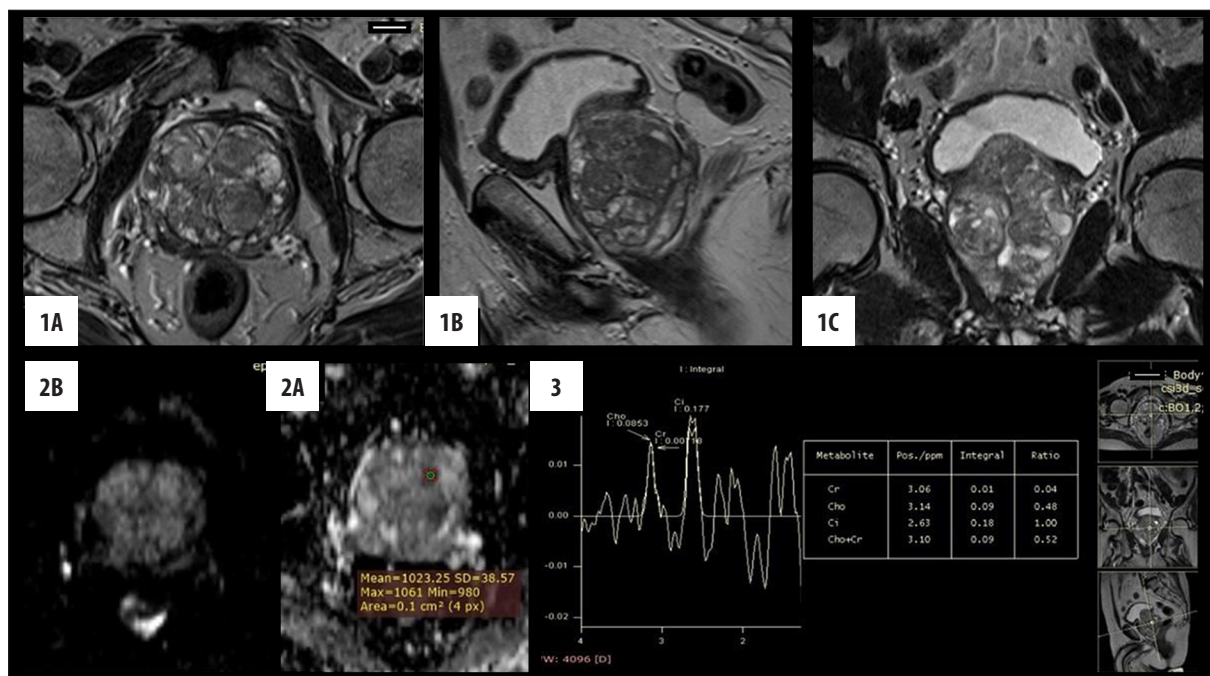 1A
1B
1C
2B
2A
Mean=1023.25 SD=38.57
Max=1061 Min=980
Area=0.1 cm² (4 px)
3
I : Integral
Ci
I : 0.177
Cho
I : 0.0853
Cr
0.01
0.00
-0.01
-0.02
4 3 2
W: 4096 [D]
Metabolite Pos./ppm Integral Ratio
Cr 3.06 0.01 0.04
Cho 3.14 0.09 0.48
Ci 2.63 0.18 1.00
Cho+Cr 3.10 0.09 0.52
Body
csi3d_s
c:BO1,2;